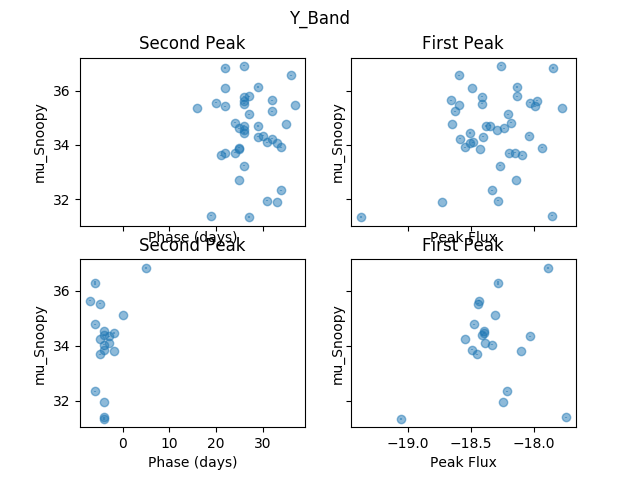 Y_Band
Second Peak
First Peak
mu_Snoopy
36
34
32
Phase (days)
mu_Snoopy
Peak Flux
Second Peak
First Peak
mu_Snoopy
36
34
32
0
10
20
30
Phase (days)
mu_Snoopy
−19.0
−18.5
−18.0
Peak Flux